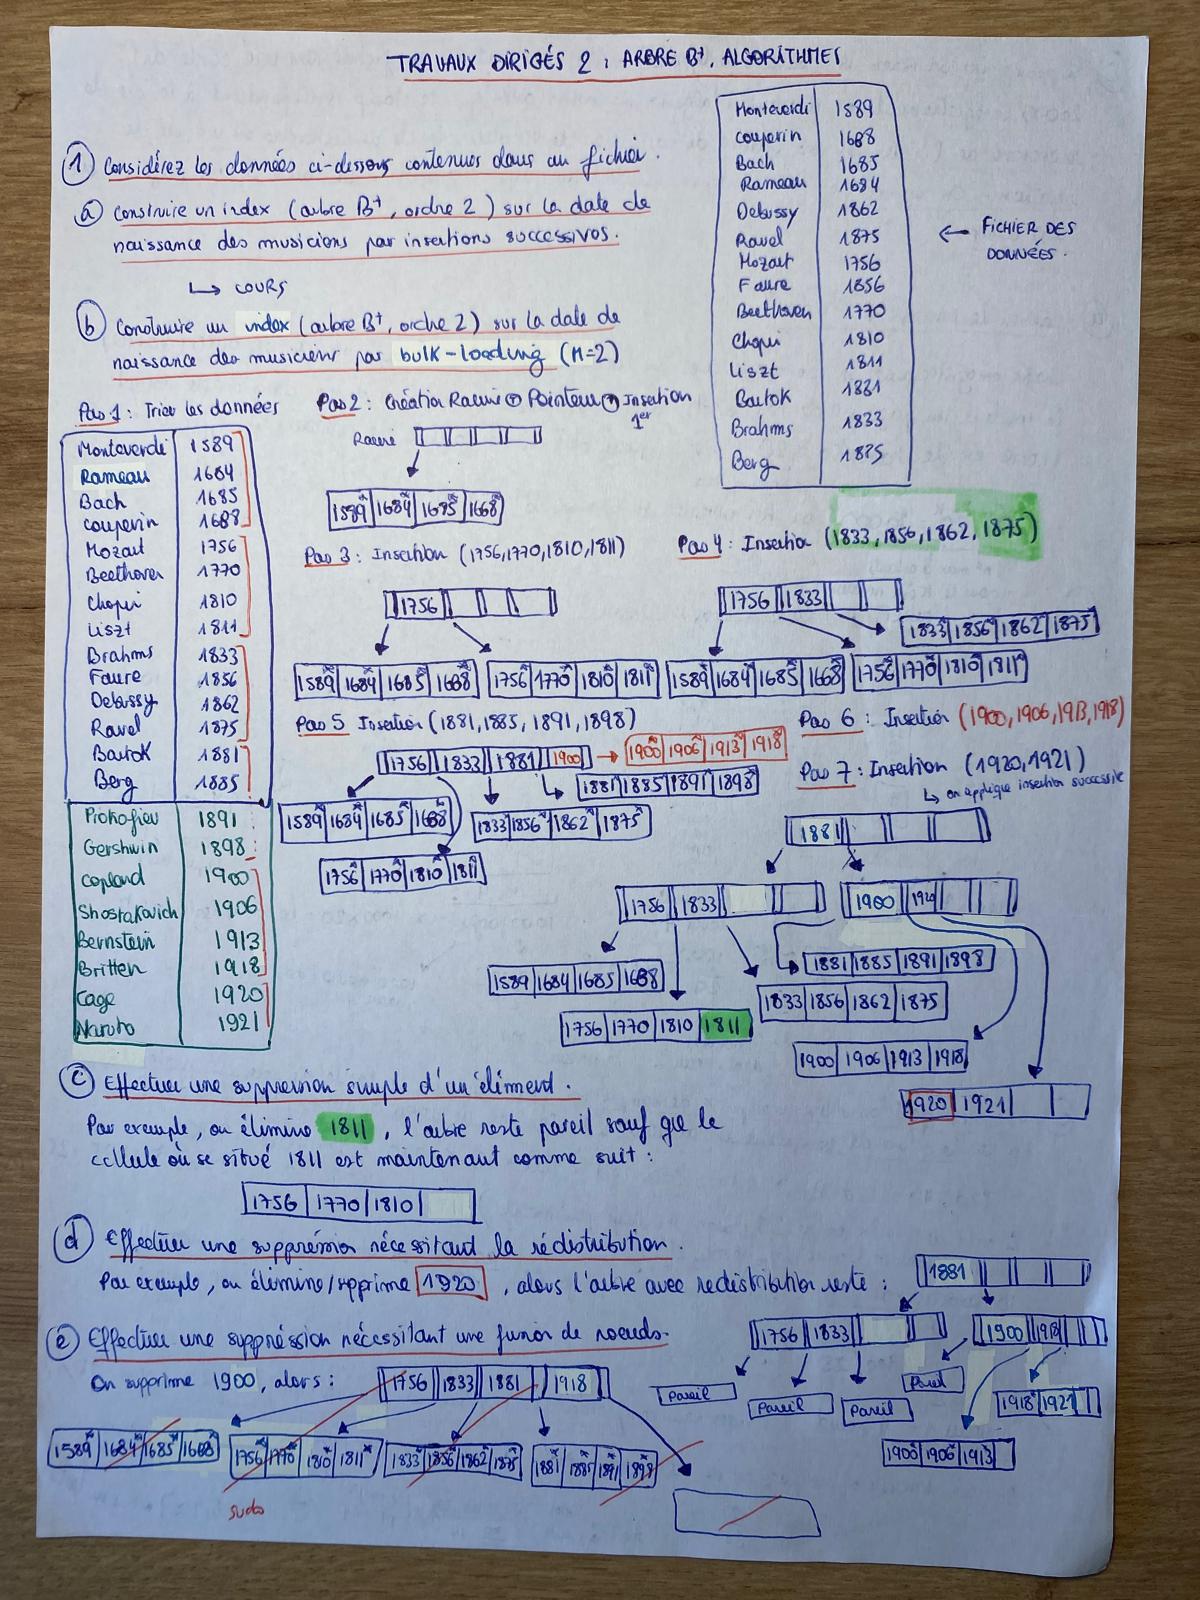 TRAVAUX DIRIGÉS 2 : ARBRE B+, ALGORITHMES
① Considérez les données ci-dessous contenues dans un fichier.
ⓐ Construire un index (arbre B+, ordre 2) sur la date de
naissance des musiciens par insertions successives.
↳ COURS
Monteverdi 1589
Couperin 1668
Bach 1685
Rameau 1684
Debussy 1862
Ravel 1875
Mozart 1756
Faure 1856
Beethoven 1770
Chopi 1810
Liszt 1811
Bartok 1881
Brahms 1833
Berg 1885
← FICHIER DES
DONNÉES.
ⓑ Construire un index (arbre B+, ordre 2) sur la date de
naissance des musiciens par bulk-loading (M=2)
Pas 1 : Trier les données
Monteverdi 1589
Rameau 1684
Bach 1685
Couperin 1688
Mozart 1756
Beethoven 1770
Chopi 1810
Liszt 1811
Brahms 1833
Faure 1856
Debussy 1862
Ravel 1875
Bartok 1881
Berg 1885
Prokofiev 1891
Gershwin 1898
Copland 1900
Shostakovich 1906
Bernstein 1913
Britten 1918
Cage 1920
Naruto 1921
Pas 2 : Création Racine + Pointeur + Insertion
1er
Racine
1589* 1684* 1685* 1668*
Pas 3 : Insertion (1756,1770,1810,1811)
1756
1589* 1684* 1685* 1668* 1756* 1770* 1810* 1811*
Pas 4 : Insertion (1833, 1856, 1862, 1875)
1756 1833
1833* 1856* 1862* 1875*
1589* 1684* 1685* 1668* 1756* 1770* 1810* 1811*
Pas 5 Insertion (1881,1885,1891,1898)
1756 1833 1881 1900 → 1900* 1906* 1913* 1918*
1881* 1885* 1891* 1898*
1589* 1684* 1685* 1668* 1833* 1856* 1862* 1875*
1756* 1770* 1810* 1811*
Pas 6 : Insertion (1900,1906,1913,1918)
Pas 7 : Insertion (1920,1921)
↳ on applique insertion successive
1881
1756 1833 1900 1920
1589 1684 1685 1668 1881 1885 1891 1898
1833 1856 1862 1875
1756 1770 1810 1811
1900 1906 1913 1918
1920 1921
ⓒ Effectuer une suppression simple d'un élément.
Par exemple, on élimine 1811, l'arbre reste pareil sauf que la
cellule où se situé 1811 est maintenant comme suit :
1756 1770 1810
ⓓ Effectuer une suppression nécessitant la rédistribution.
Par exemple, on élimine/supprime 1920, alors l'arbre avec redistribution reste :
1881
1756 1833 1900 1918
Pareil Pareil Pareil Pareil 1918 1921
1900 1906 1913
ⓔ Effectuer une suppréssion nécessitant une fusion de noeuds.
On supprime 1900, alors : 1756 1833 1881 1918
1589* 1684* 1685* 1668* 1756* 1770* 1810* 1811* 1833* 1856* 1862* 1875* 1881* 1885* 1891* 1898*